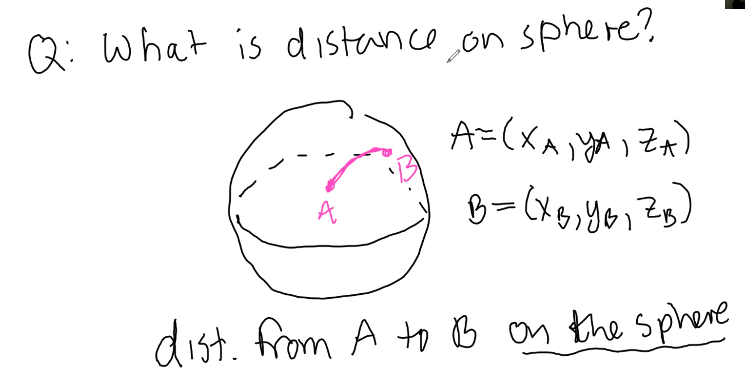 Q: What is distance on sphere?
A=(x_A, y_A, z_A)
B
A
B=(x_B, y_B, z_B)
dist. from A to B on the sphere